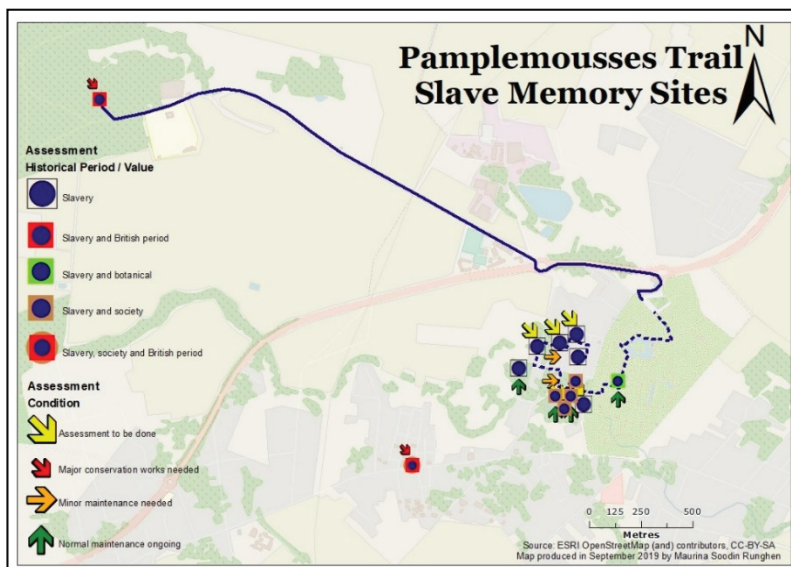 Pamplemousses Trail
Slave Memory Sites
N
Assessment
Historical Period / Value
Slavery
Slavery and British period
Slavery and botanical
Slavery and society
Slavery, society and British period
Assessment
Condition
Assessment to be done
Major conservation works needed
Minor maintenance needed
Normal maintenance ongoing
0 125 250 500
Metres
Source: ESRI OpenStreetMap (and) contributors, CC-BY-SA
Map produced in September 2019 by Maurina Soodin Runghen